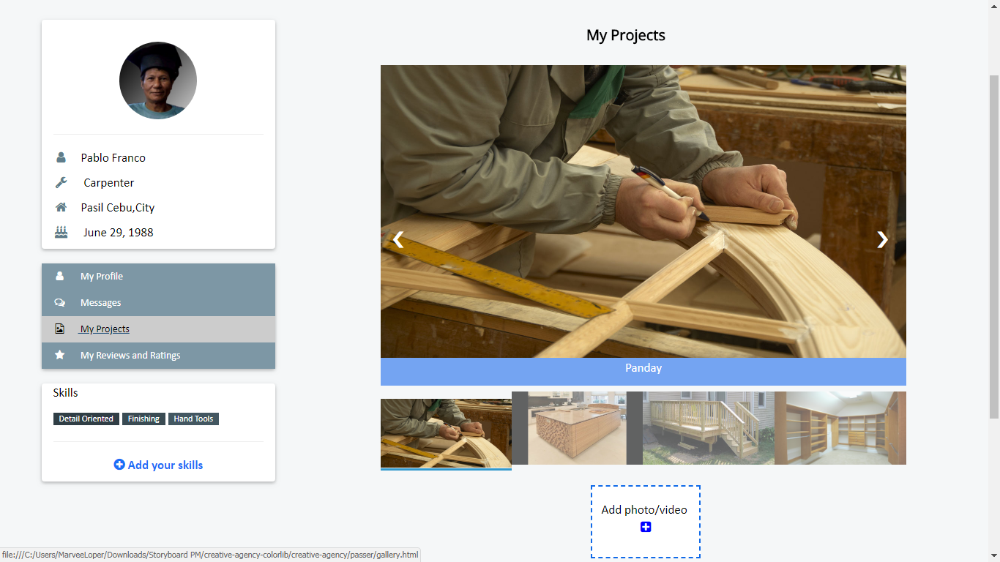 My Projects
Pablo Franco
Carpenter
Pasil Cebu,City
June 29, 1988
My Profile
Messages
My Projects
My Reviews and Ratings
Skills
Detail Oriented Finishing Hand Tools
Add your skills
Panday
Add photo/video
file:///C:/Users/MarveeLoper/Downloads/Storyboard PM/creative-agency-colorlib/creative-agency/passer/gallery.html